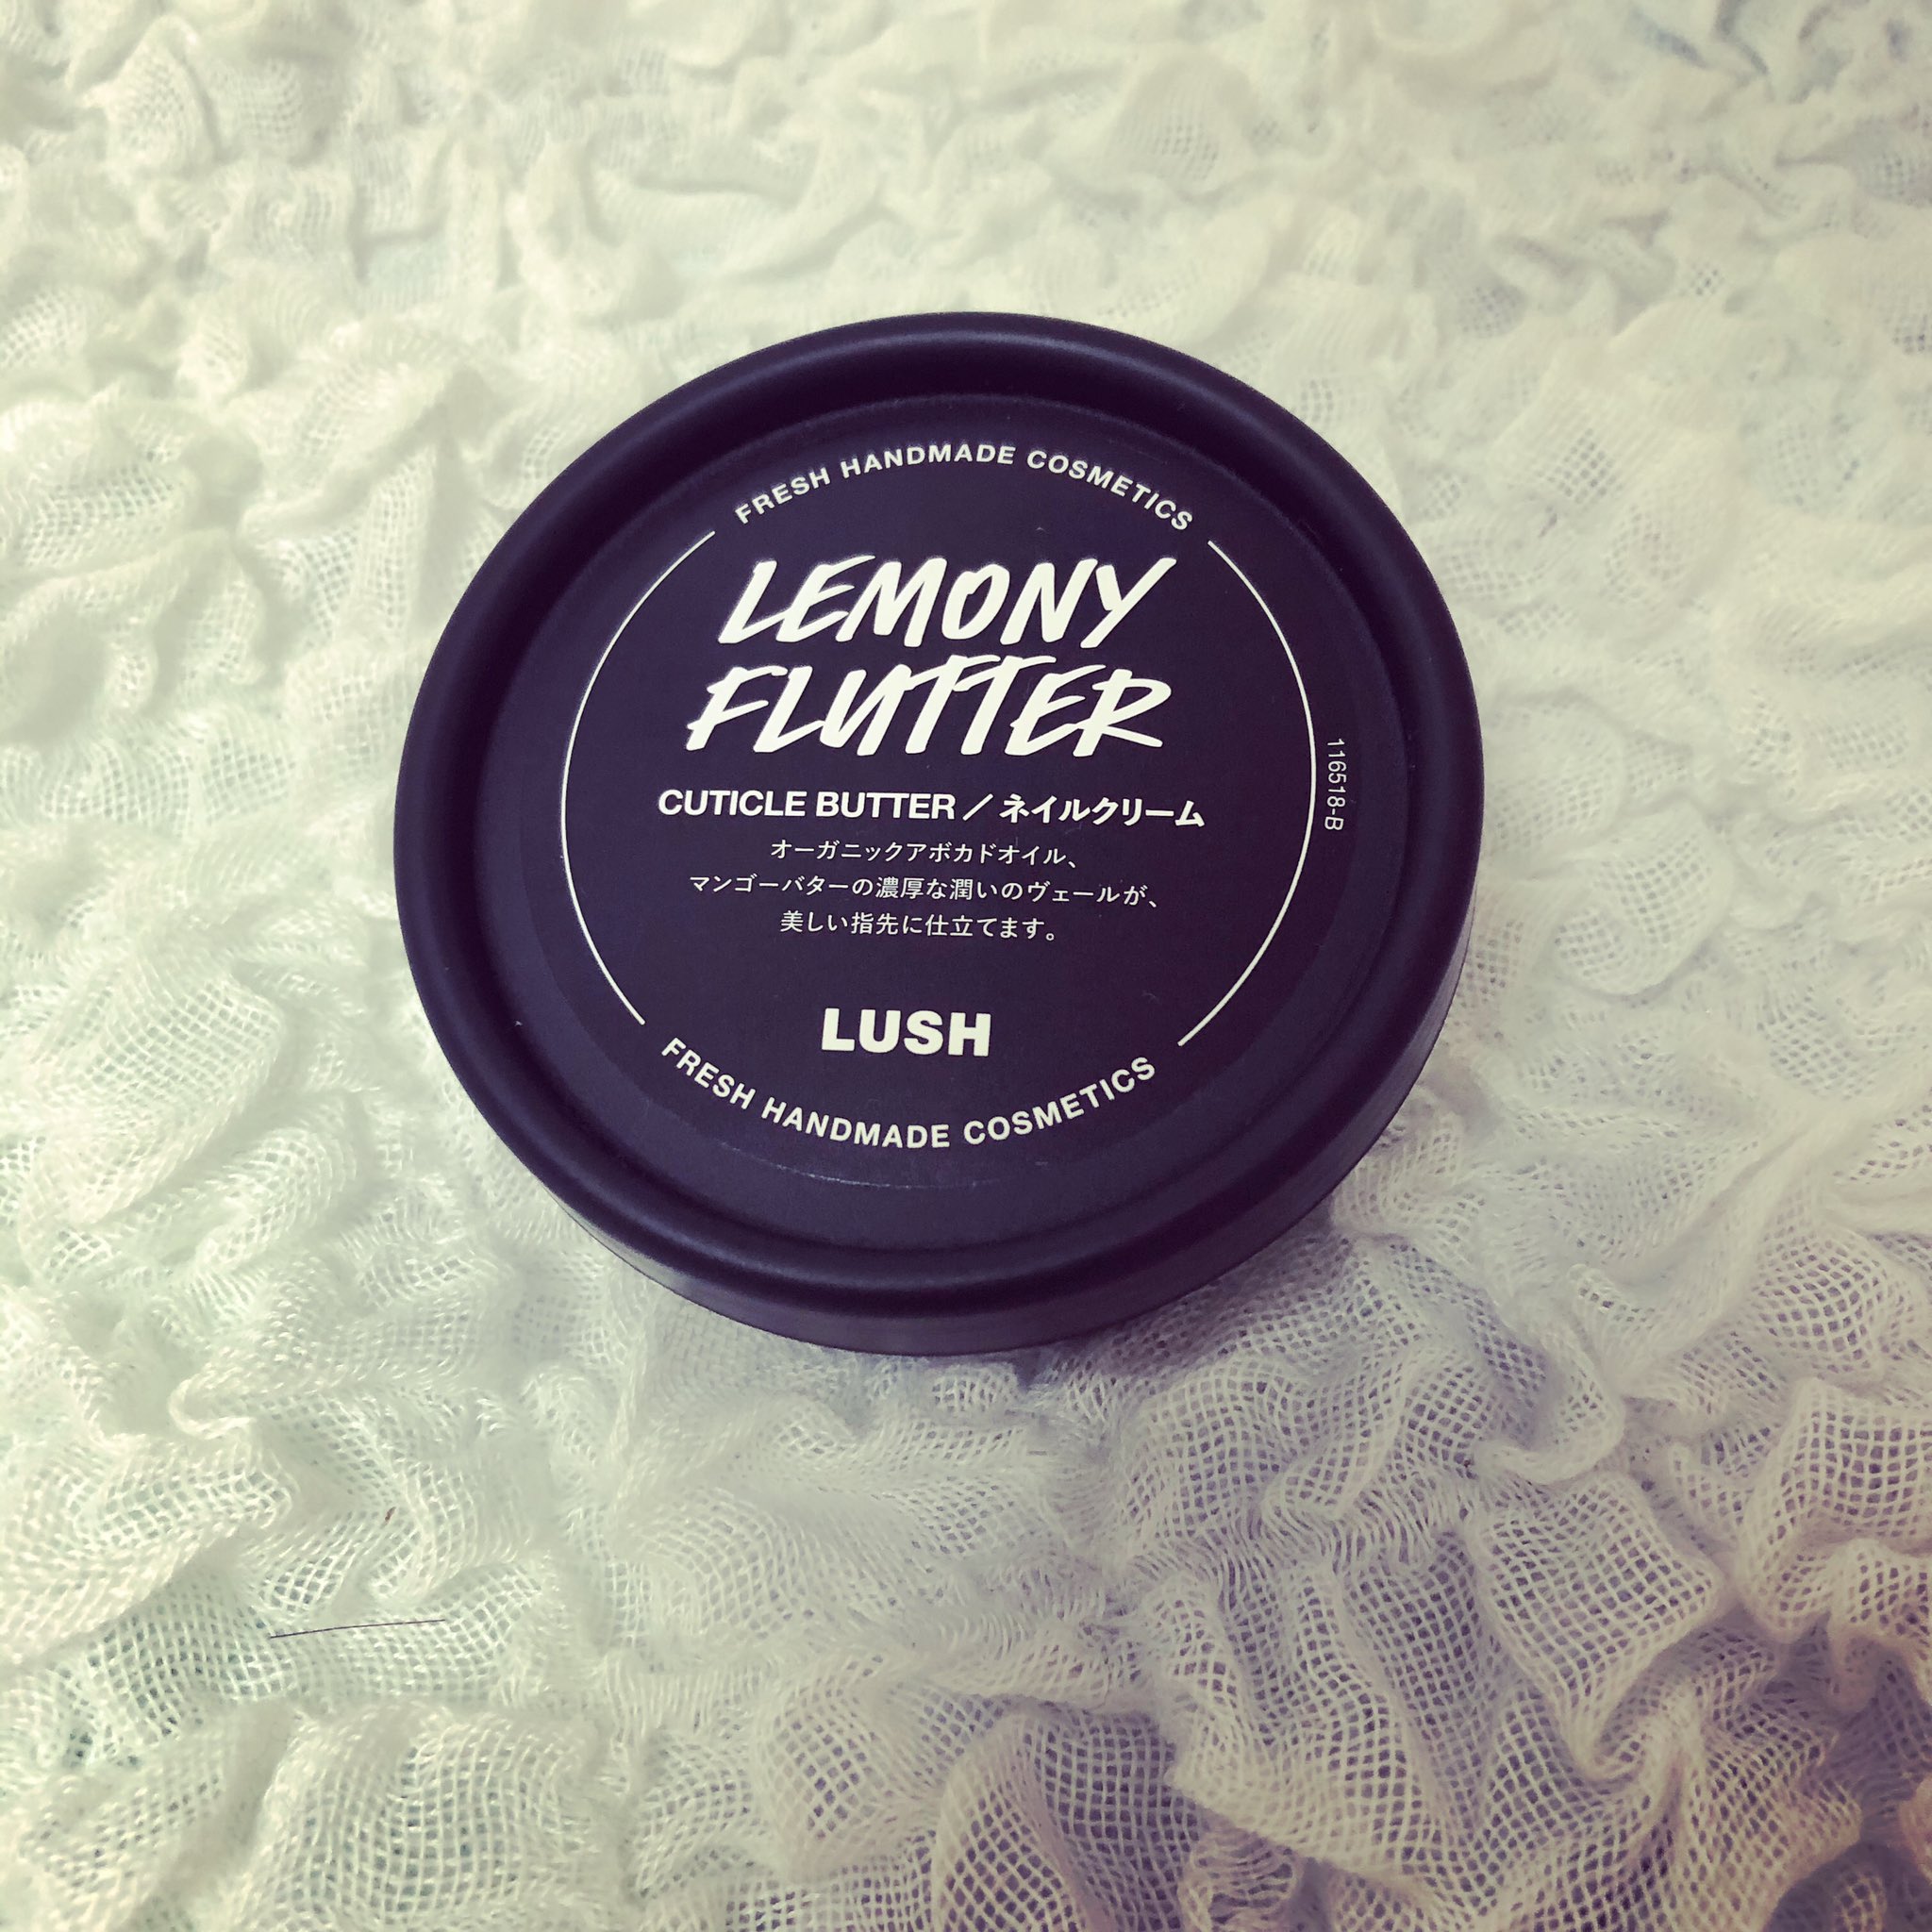 FRESH HANDMADE COSMETICS
LEMONY
FLUTTER
CUTICLE BUTTER / ネイルクリーム
オーガニックアボカドオイル、
マンゴーバターの濃厚な潤いのヴェールが、
美しい指先に仕立てます。
LUSH
FRESH HANDMADE COSMETICS
116518-B